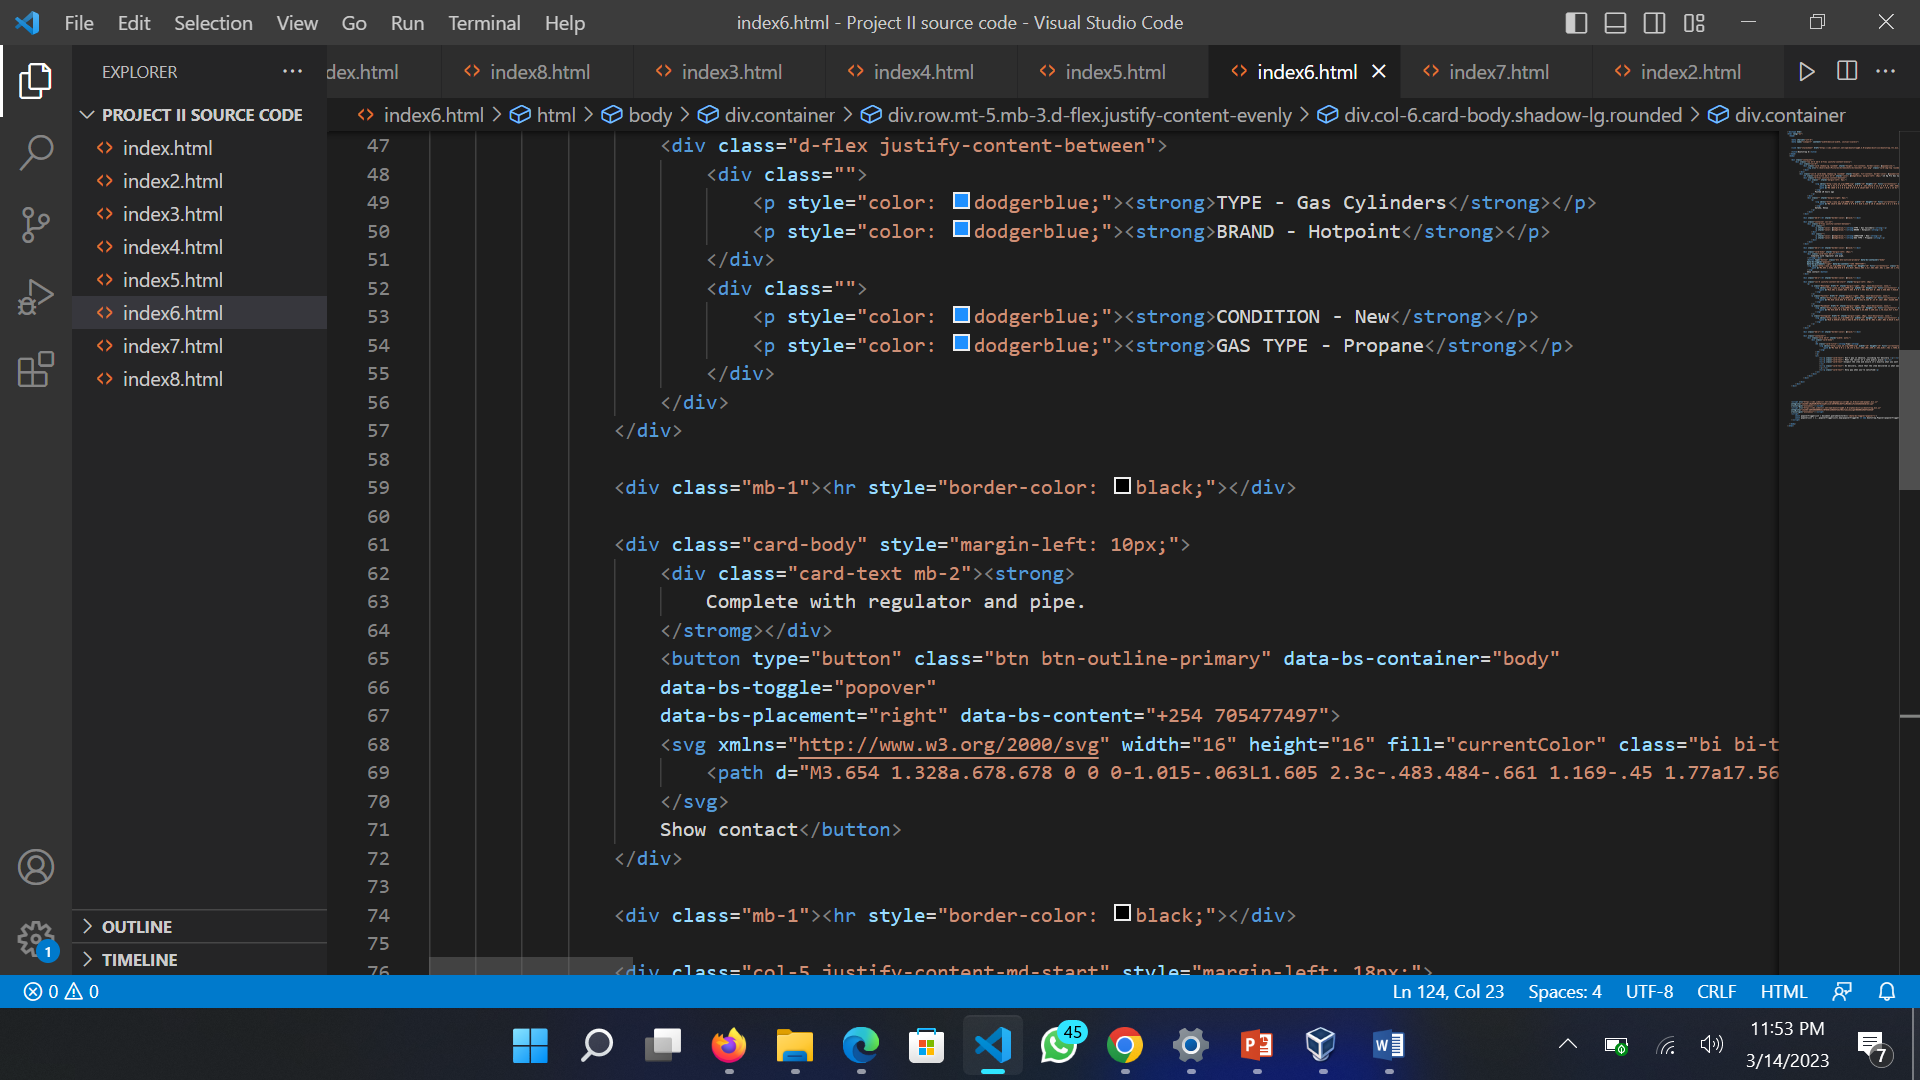 File Edit Selection View Go Run Terminal Help
index6.html - Project II source code - Visual Studio Code
EXPLORER
dex.html index8.html index3.html index4.html index5.html index6.html index7.html index2.html
PROJECT II SOURCE CODE
index6.html > html > body > div.container > div.row.mt-5.mb-3.d-flex.justify-content-evenly > div.col-6.card-body.shadow-lg.rounded > div.container
index.html
index2.html
index3.html
index4.html
index5.html
index6.html
index7.html
index8.html
47 <div class="d-flex justify-content-between">
48 <div class="">
49 <p style="color: dodgerblue;"><strong>TYPE - Gas Cylinders</strong></p>
50 <p style="color: dodgerblue;"><strong>BRAND - Hotpoint</strong></p>
51 </div>
52 <div class="">
53 <p style="color: dodgerblue;"><strong>CONDITION - New</strong></p>
54 <p style="color: dodgerblue;"><strong>GAS TYPE - Propane</strong></p>
55 </div>
56 </div>
57 </div>
58
59 <div class="mb-1"><hr style="border-color: black;"></div>
60
61 <div class="card-body" style="margin-left: 10px;">
62 <div class="card-text mb-2"><strong>
63 Complete with regulator and pipe.
64 </stromg></div>
65 <button type="button" class="btn btn-outline-primary" data-bs-container="body"
66 data-bs-toggle="popover"
67 data-bs-placement="right" data-bs-content="+254 705477497">
68 <svg xmlns="http://www.w3.org/2000/svg" width="16" height="16" fill="currentColor" class="bi bi-t
69 <path d="M3.654 1.328a.678.678 0 0 0-1.015-.063L1.605 2.3c-.483.484-.661 1.169-.45 1.77a17.56
70 </svg>
71 Show contact</button>
72 </div>
73
74 <div class="mb-1"><hr style="border-color: black;"></div>
75
76 <div class="col-5 justify-content-md-start" style="margin-left: 18px;">
OUTLINE
TIMELINE
1
0 0
Ln 124, Col 23 Spaces: 4 UTF-8 CRLF HTML
45
11:53 PM
3/14/2023
7